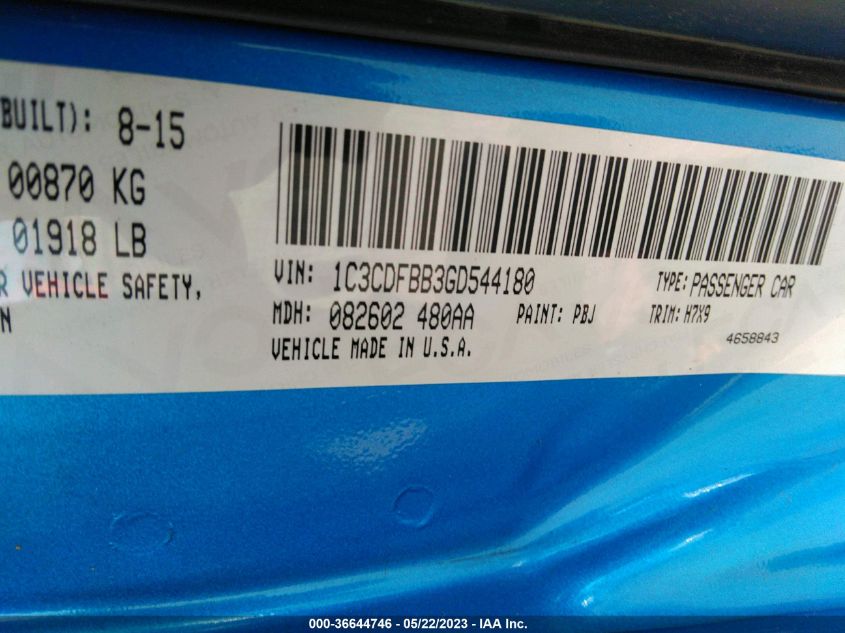 BUILT): 8-15
00870 KG
01918 LB
R VEHICLE SAFETY,
N
VIN: 1C3CDFBB3GD544180 TYPE: PASSENGER CAR
MDH: 082602 480AA PAINT: PBJ TRIM: H7X9
VEHICLE MADE IN U.S.A. 4658843
000-36644746 - 05/22/2023 - IAA Inc.